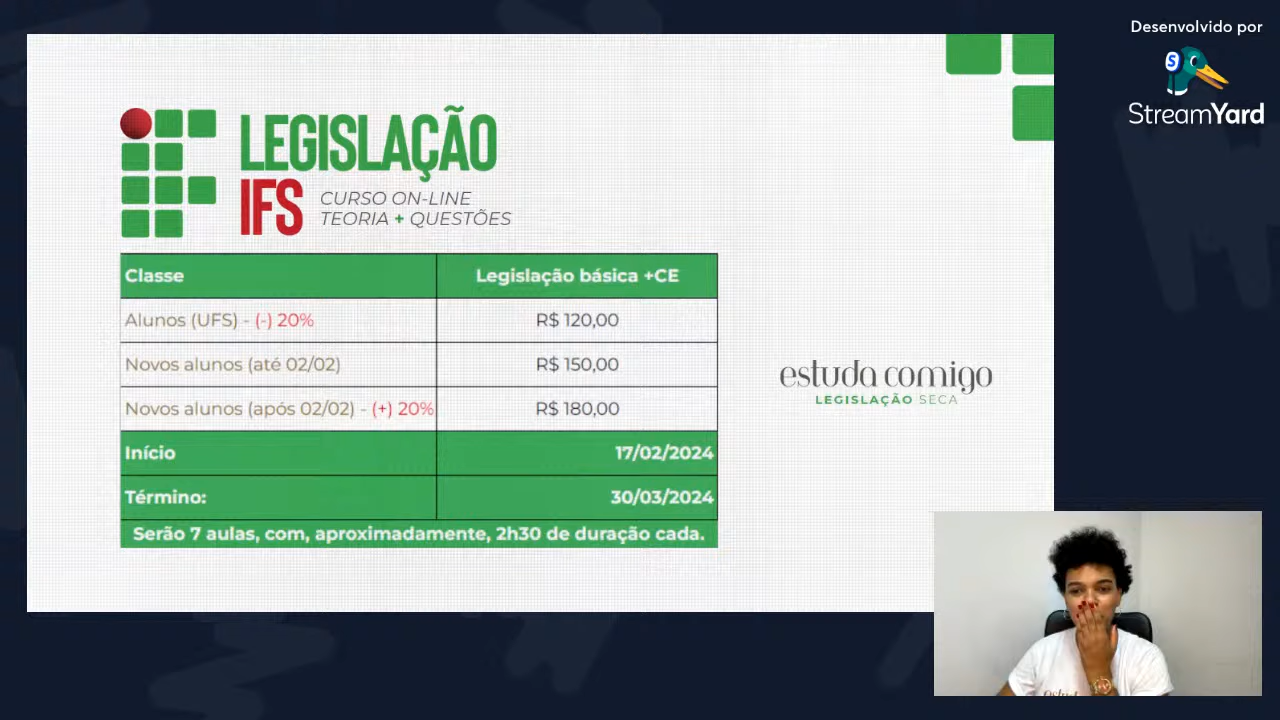 Desenvolvido por
StreamYard
LEGISLAÇÃO
IFS
CURSO ON-LINE
TEORIA + QUESTÕES
Classe
Legislação básica +CE
Alunos (UFS) - (-) 20%
R$ 120,00
Novos alunos (até 02/02)
R$ 150,00
Novos alunos (após 02/02) - (+) 20%
R$ 180,00
Início
17/02/2024
Término:
30/03/2024
Serão 7 aulas, com, aproximadamente, 2h30 de duração cada.
estuda comigo
LEGISLAÇÃO SECA